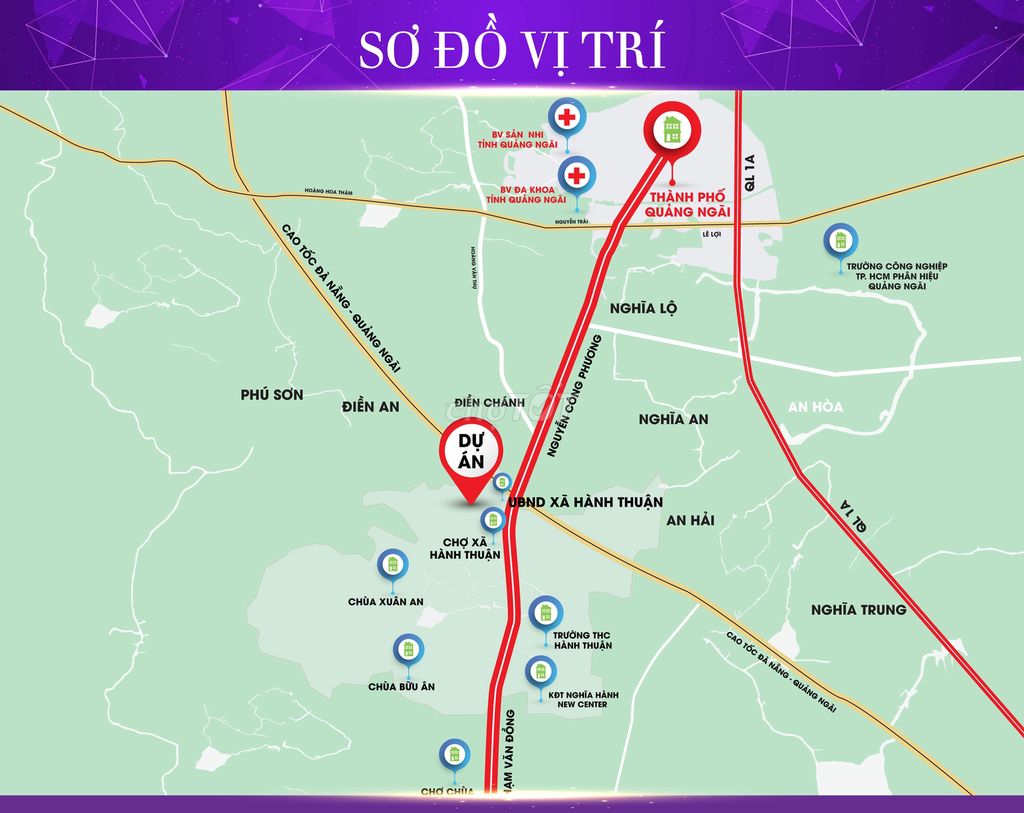 SƠ ĐỒ VỊ TRÍ
BV SẢN NHI
TỈNH QUẢNG NGÃI
BV ĐA KHOA
TỈNH QUẢNG NGÃI
THÀNH PHỐ
QUẢNG NGÃI
QL 1A
HOÀNG HOA THÁM
NGUYỄN TRÃI
LÊ LỢI
CAO TỐC ĐÀ NẴNG - QUẢNG NGÃI
HOÀNG VĂN THỤ
TRƯỜNG CÔNG NGHIỆP
TP. HCM PHÂN HIỆU
QUẢNG NGÃI
NGHĨA LỘ
NGUYỄN CÔNG PHƯƠNG
PHÚ SƠN
ĐIỀN AN
ĐIỀN CHÁNH
chợTỐT
NGHĨA AN
AN HÒA
DỰ
ÁN
UBND XÃ HÀNH THUẬN
AN HẢI
QL 1A
CHỢ XÃ
HÀNH THUẬN
CHÙA XUÂN AN
NGHĨA TRUNG
TRƯỜNG THC
HÀNH THUẬN
CAO TỐC ĐÀ NẴNG - QUẢNG NGÃI
CHÙA BỬU ÂN
KĐT NGHĨA HÀNH
NEW CENTER
HẠM VĂN ĐỒNG
CHỢ CHÙA